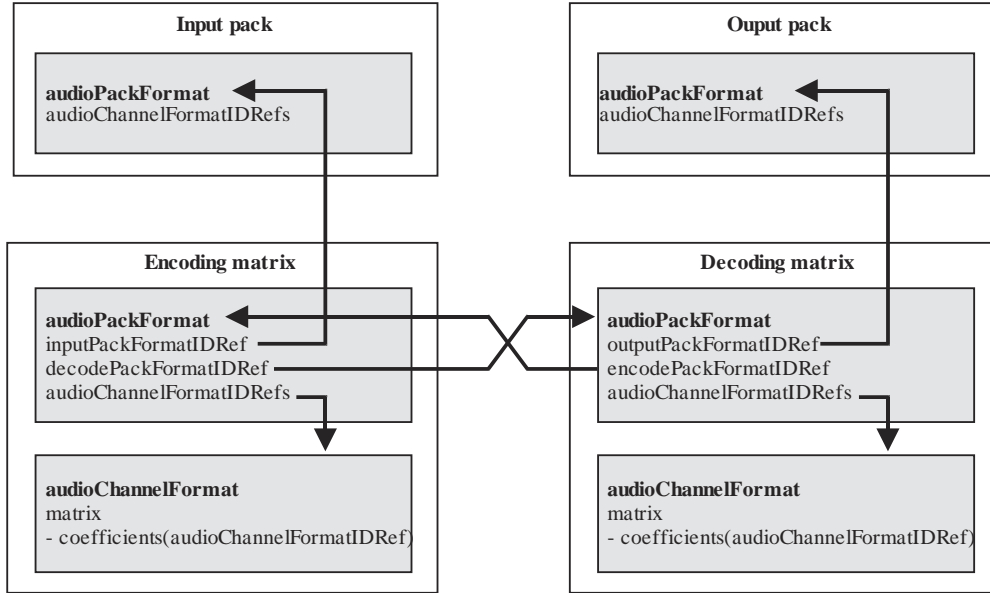 Input pack
audioPackFormat
audioChannelFormatIDRefs
Ouput pack
audioPackFormat
audioChannelFormatIDRefs
Encoding matrix
audioPackFormat
inputPackFormatIDRef
decodePackFormatIDRef
audioChannelFormatIDRefs
audioChannelFormat
matrix
- coefficients(audioChannelFormatIDRef)
Decoding matrix
audioPackFormat
outputPackFormatIDRef
encodePackFormatIDRef
audioChannelFormatIDRefs
audioChannelFormat
matrix
- coefficients(audioChannelFormatIDRef)